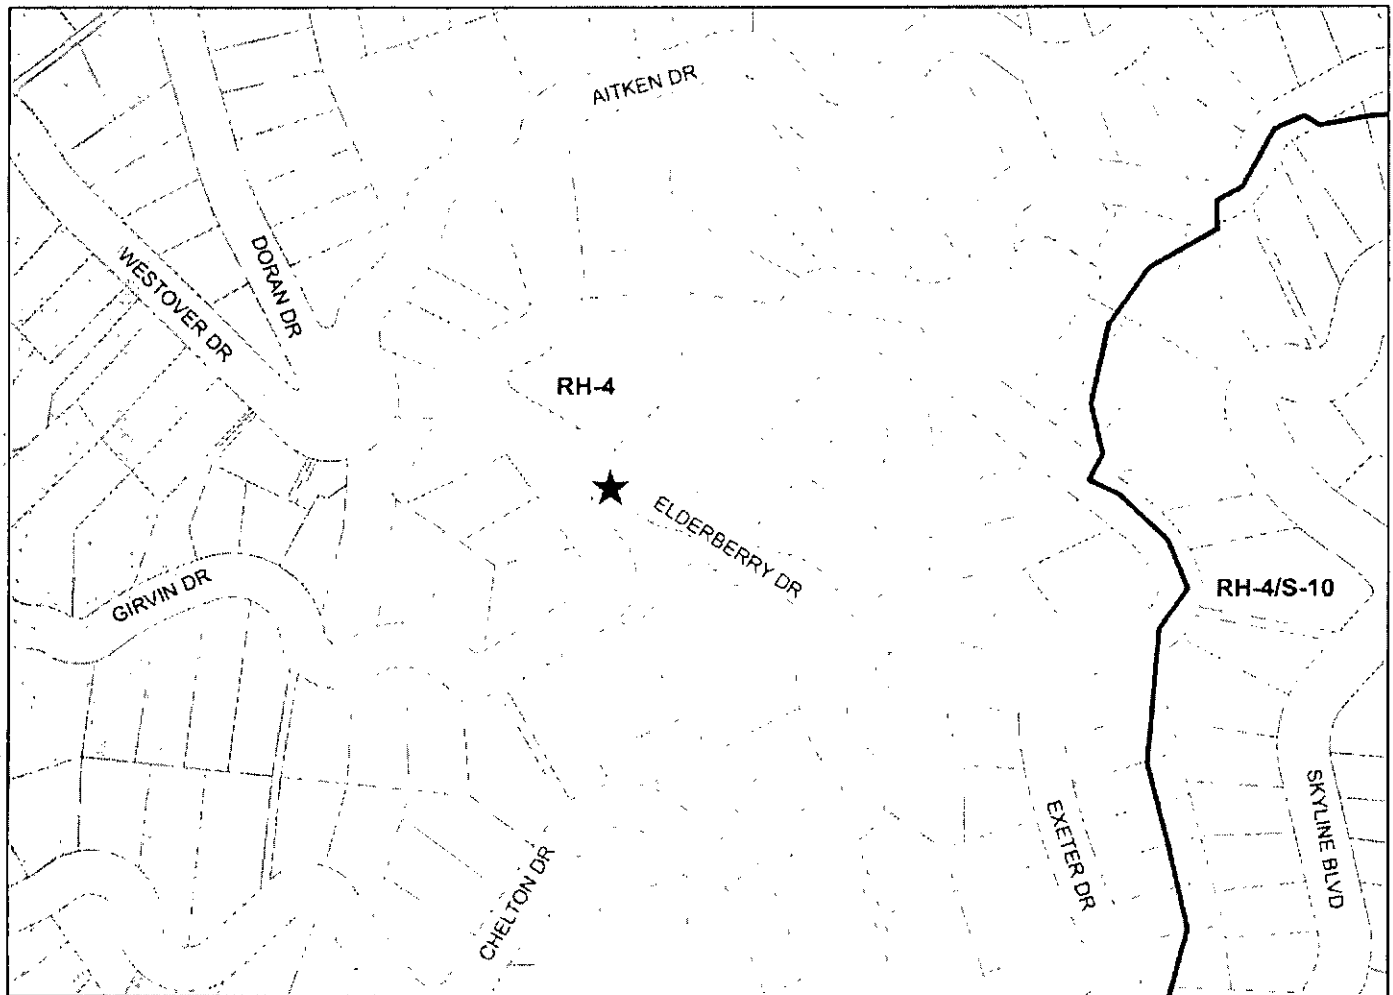 AITKEN DR
DORAN DR
WESTOVER DR
RH-4
ELDERBERRY DR
GIRVIN DR
RH-4/S-10
SKYLINE BLVD
EXETER DR
CHELTON DR